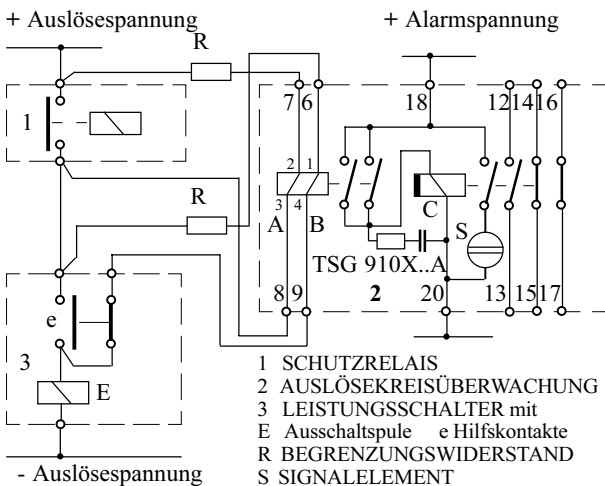 + Auslösespannung
+ Alarmspannung
R
7 6 18 12 14 16
1
2 1
R
3 4
A B
C
S
TSG 910X..A
e
8 9 2 20 13 15 17
3
E
1 SCHUTZRELAIS
2 AUSLÖSEKREISÜBERWACHUNG
3 LEISTUNGSSCHALTER mit
E Ausschaltspule e Hilfskontakte
R BEGRENZUNGSWIDERSTAND
S SIGNALELEMENT
- Auslösespannung